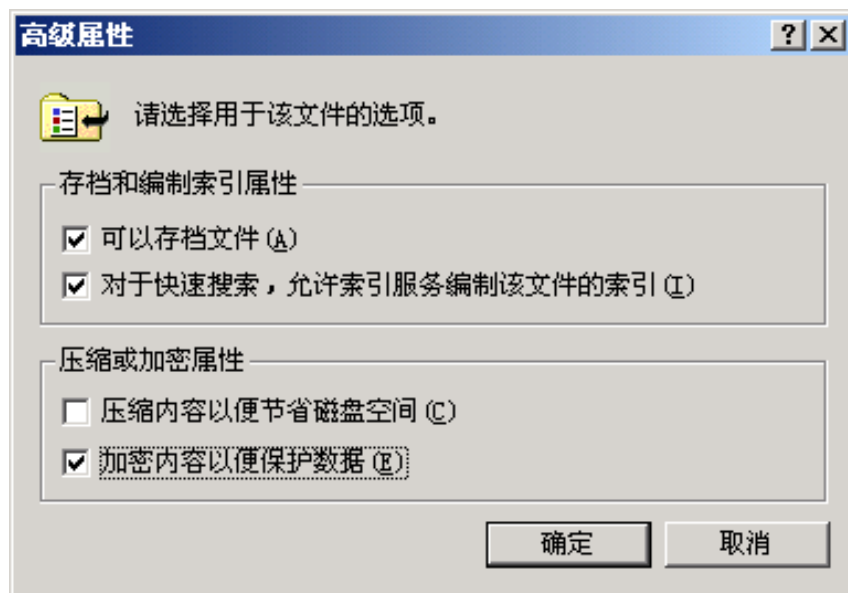 高级属性
请选择用于该文件的选项。
存档和编制索引属性
可以存档文件(A)
对于快速搜索，允许索引服务编制该文件的索引(I)
压缩或加密属性
压缩内容以便节省磁盘空间(C)
加密内容以便保护数据(E)
确定 取消